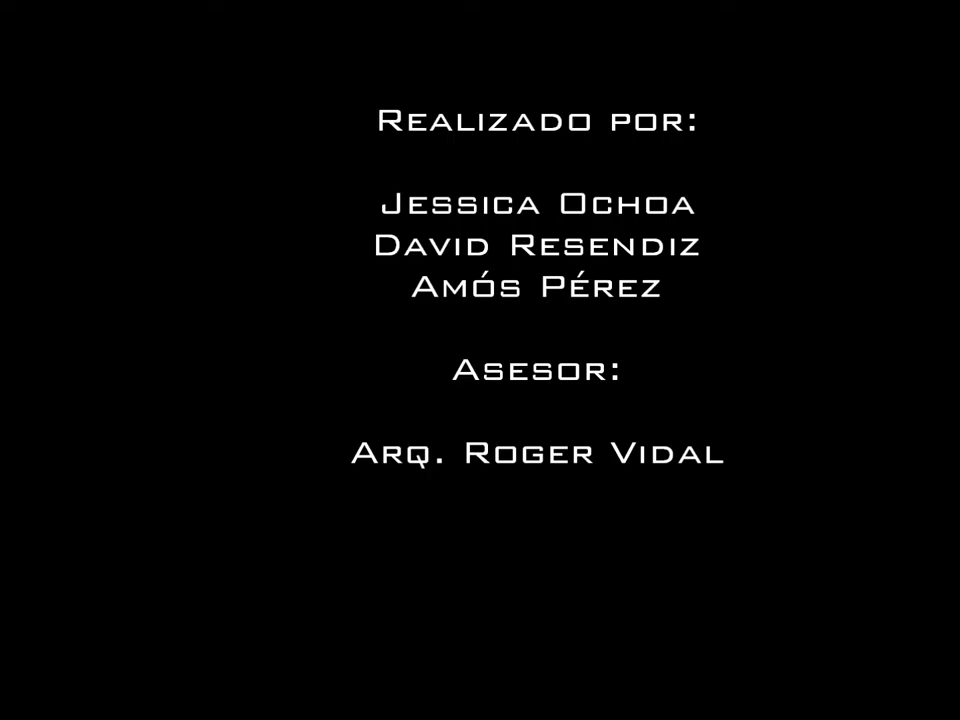 Realizado por:
Jessica Ochoa
David Resendiz
Amós Pérez
Asesor:
Arq. Roger Vidal